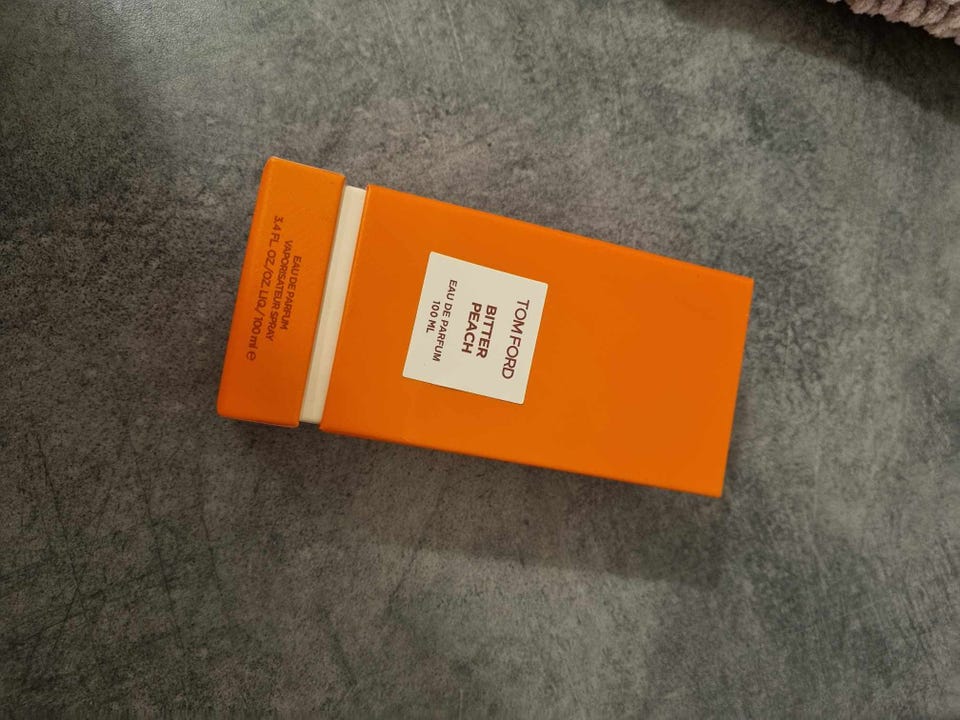 TOM FORD
BITTER
PEACH
EAU DE PARFUM
100 ML
EAU DE PARFUM
VAPORISATEUR SPRAY
3.4 FL. OZ/OZ. LIQ./100 ml ℮